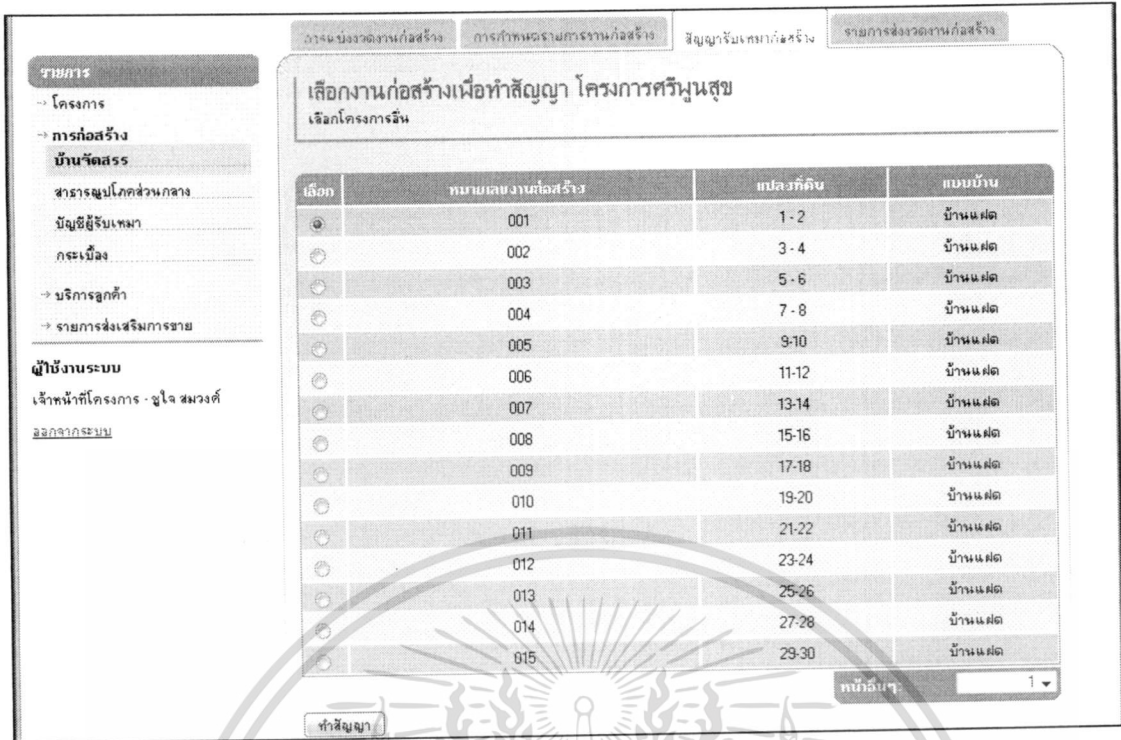 การแบ่งงวดงานก่อสร้าง การกำหนดรายการงานก่อสร้าง สัญญารับเหมาก่อสร้าง รายการส่งงวดงานก่อสร้าง
รายการ
โครงการ
การก่อสร้าง
บ้านจัดสรร
สาธารณูปโภคส่วนกลาง
บัญชีผู้รับเหมา
กระเบื้อง
บริการลูกค้า
รายการส่งเสริมการขาย
ผู้ใช้งานระบบ
เจ้าหน้าที่โครงการ - ชูใจ สมวงค์
ออกจากระบบ
เลือกงานก่อสร้างเพื่อทำสัญญา โครงการศรีพูนสุข
เลือกโครงการอื่น
เลือก หมายเลขงานก่อสร้าง แปลงที่ดิน แบบบ้าน
001 1 - 2 บ้านแฝด
002 3 - 4 บ้านแฝด
003 5 - 6 บ้านแฝด
004 7 - 8 บ้านแฝด
005 9-10 บ้านแฝด
006 11-12 บ้านแฝด
007 13-14 บ้านแฝด
008 15-16 บ้านแฝด
009 17-18 บ้านแฝด
010 19-20 บ้านแฝด
011 21-22 บ้านแฝด
012 23-24 บ้านแฝด
013 25-26 บ้านแฝด
014 27-28 บ้านแฝด
015 29-30 บ้านแฝด
หน้าอื่นๆ: 1
ทำสัญญา